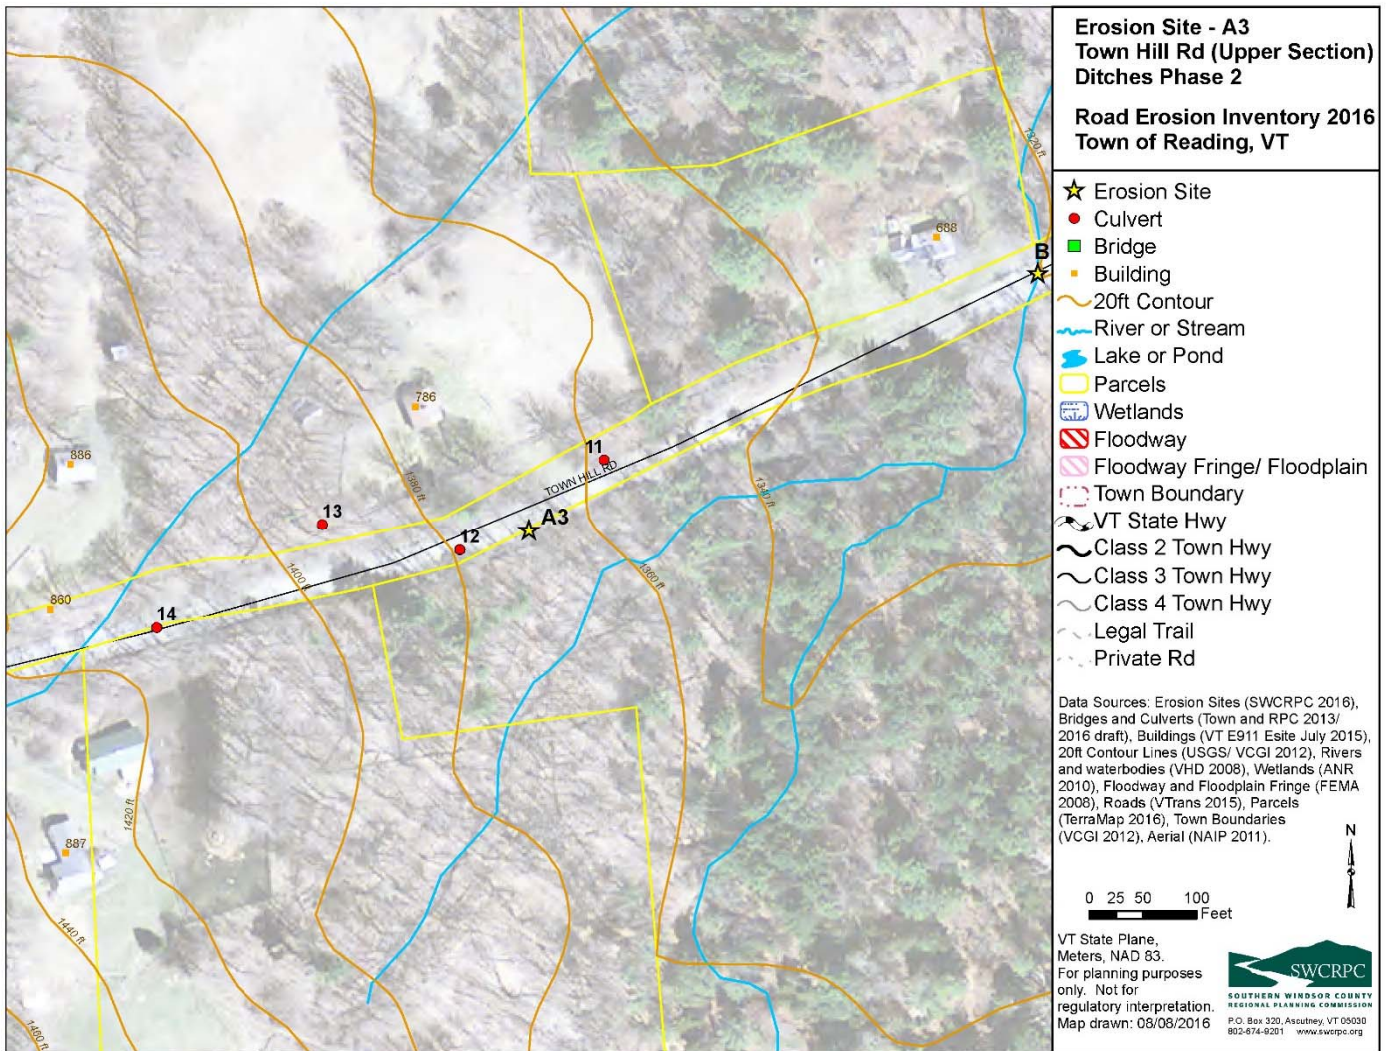 Erosion Site - A3
Town Hill Rd (Upper Section)
Ditches Phase 2
Road Erosion Inventory 2016
Town of Reading, VT
Erosion Site
Culvert
Bridge
Building
20ft Contour
River or Stream
Lake or Pond
Parcels
Wetlands
Floodway
Floodway Fringe/ Floodplain
Town Boundary
VT State Hwy
Class 2 Town Hwy
Class 3 Town Hwy
Class 4 Town Hwy
Legal Trail
Private Rd
Data Sources: Erosion Sites (SWCRPC 2016),
Bridges and Culverts (Town and RPC 2013/
2016 draft), Buildings (VT E911 Esite July 2015),
20ft Contour Lines (USGS/ VCGI 2012), Rivers
and waterbodies (VHD 2008), Wetlands (ANR
2010), Floodway and Floodplain Fringe (FEMA
2008), Roads (VTrans 2015), Parcels
(TerraMap 2016), Town Boundaries
(VCGI 2012), Aerial (NAIP 2011).
N
0 25 50 100
Feet
VT State Plane,
Meters, NAD 83.
For planning purposes
only. Not for
regulatory interpretation.
Map drawn: 08/08/2016
SWCRPC
SOUTHERN WINDSOR COUNTY
REGIONAL PLANNING COMMISSION
P.O. Box 320, Ascutney, VT 05030
802-674-9201 www.swcrpc.org
1320 ft
688
B
786
886
11
TOWN HILL RD
1380 ft
1340 ft
13
A3
12
1400 ft
1360 ft
860
14
1420 ft
887
1440 ft
1460 ft